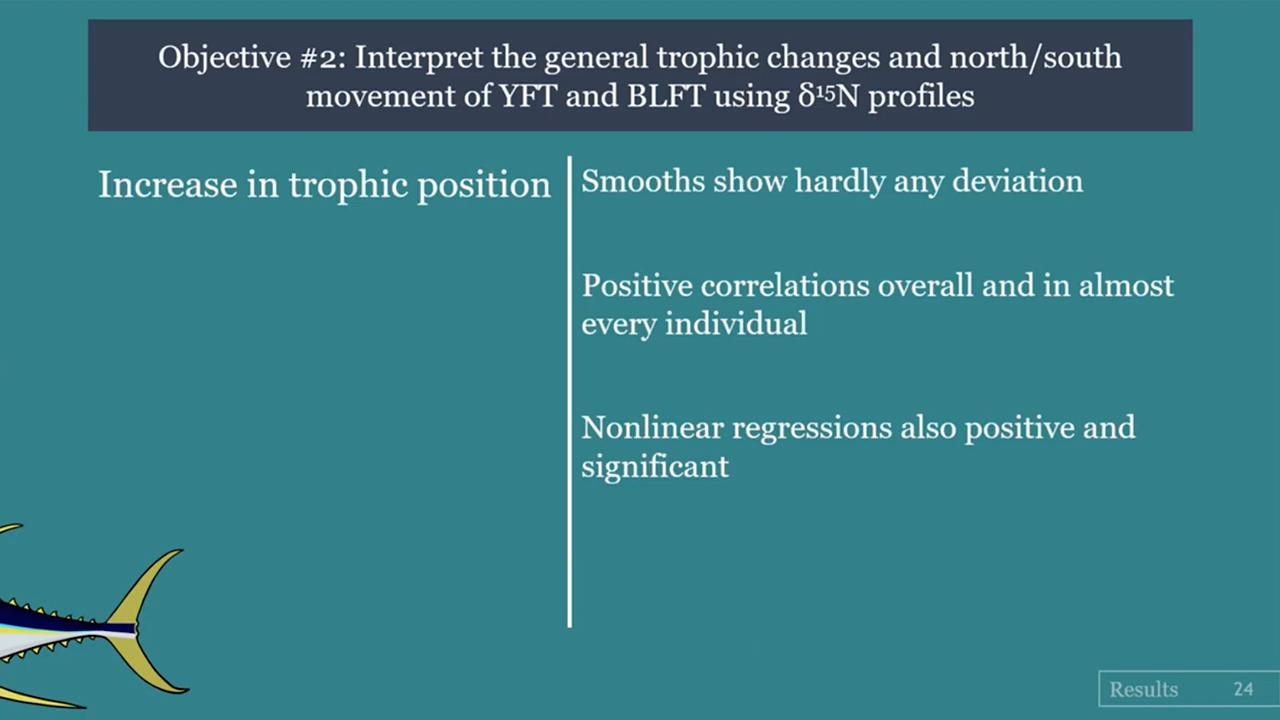 Objective #2: Interpret the general trophic changes and north/south
movement of YFT and BLFT using δ¹⁵N profiles
Increase in trophic position
Smooths show hardly any deviation
Positive correlations overall and in almost
every individual
Nonlinear regressions also positive and
significant
Results 24